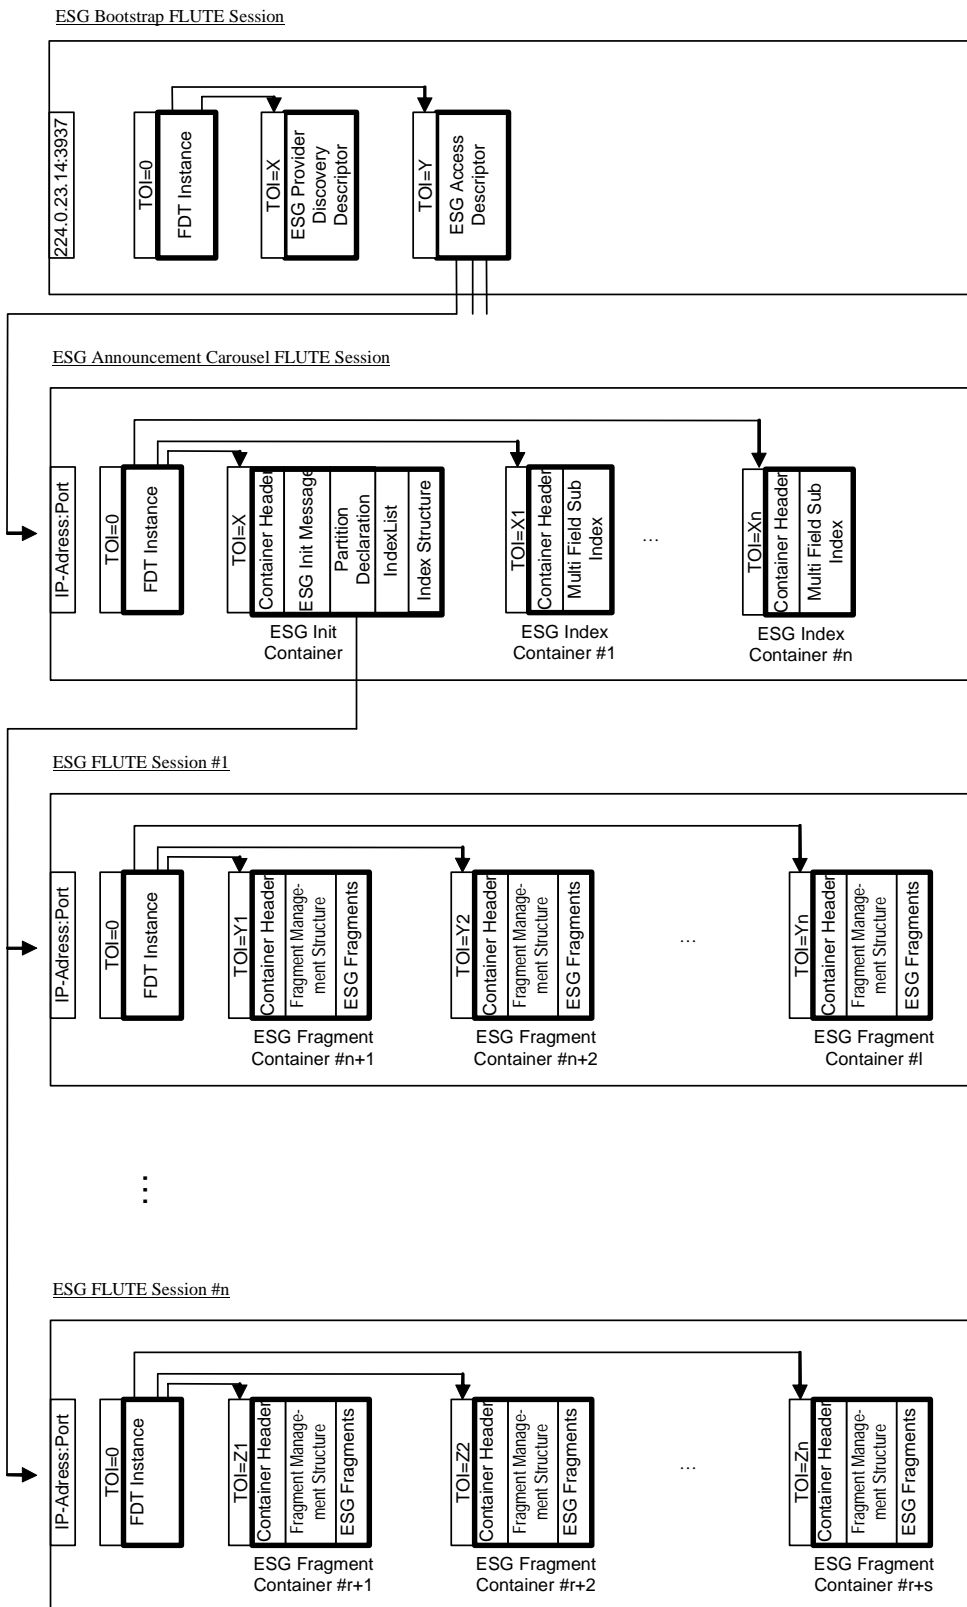 ESG Bootstrap FLUTE Session
224.0.23.14:3937
TOI=0
FDT Instance
TOI=X
ESG Provider
Discovery
Descriptor
TOI=Y
ESG Access
Descriptor
ESG Announcement Carousel FLUTE Session
IP-Adress:Port
TOI=0
FDT Instance
TOI=X
Container Header
ESG Init Message
Partition
Declaration
IndexList
Index Structure
ESG Init
Container
TOI=X1
Container Header
Multi Field Sub
Index
ESG Index
Container #1
...
TOI=Xn
Container Header
Multi Field Sub
Index
ESG Index
Container #n
ESG FLUTE Session #1
IP-Adress:Port
TOI=0
FDT Instance
TOI=Y1
Container Header
Fragment Manage-
ment Structure
ESG Fragments
ESG Fragment
Container #n+1
TOI=Y2
Container Header
Fragment Manage-
ment Structure
ESG Fragments
ESG Fragment
Container #n+2
...
TOI=Yn
Container Header
Fragment Manage-
ment Structure
ESG Fragments
ESG Fragment
Container #l
...
ESG FLUTE Session #n
IP-Adress:Port
TOI=0
FDT Instance
TOI=Z1
Container Header
Fragment Manage-
ment Structure
ESG Fragments
ESG Fragment
Container #r+1
TOI=Z2
Container Header
Fragment Manage-
ment Structure
ESG Fragments
ESG Fragment
Container #r+2
...
TOI=Zn
Container Header
Fragment Manage-
ment Structure
ESG Fragments
ESG Fragment
Container #r+s